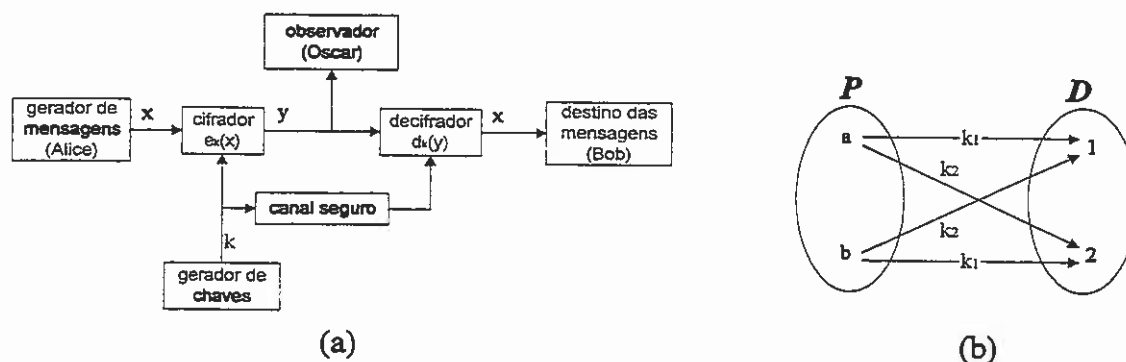 observador
(Oscar)
gerador de
mensagens
(Alice)
x
cifrador
eₖ(x)
y
decifrador
dₖ(y)
x
destino das
mensagens
(Bob)
canal seguro
k
gerador de
chaves
(a)
P
D
a
k₁
1
k₂
k₂
b
k₁
2
(b)